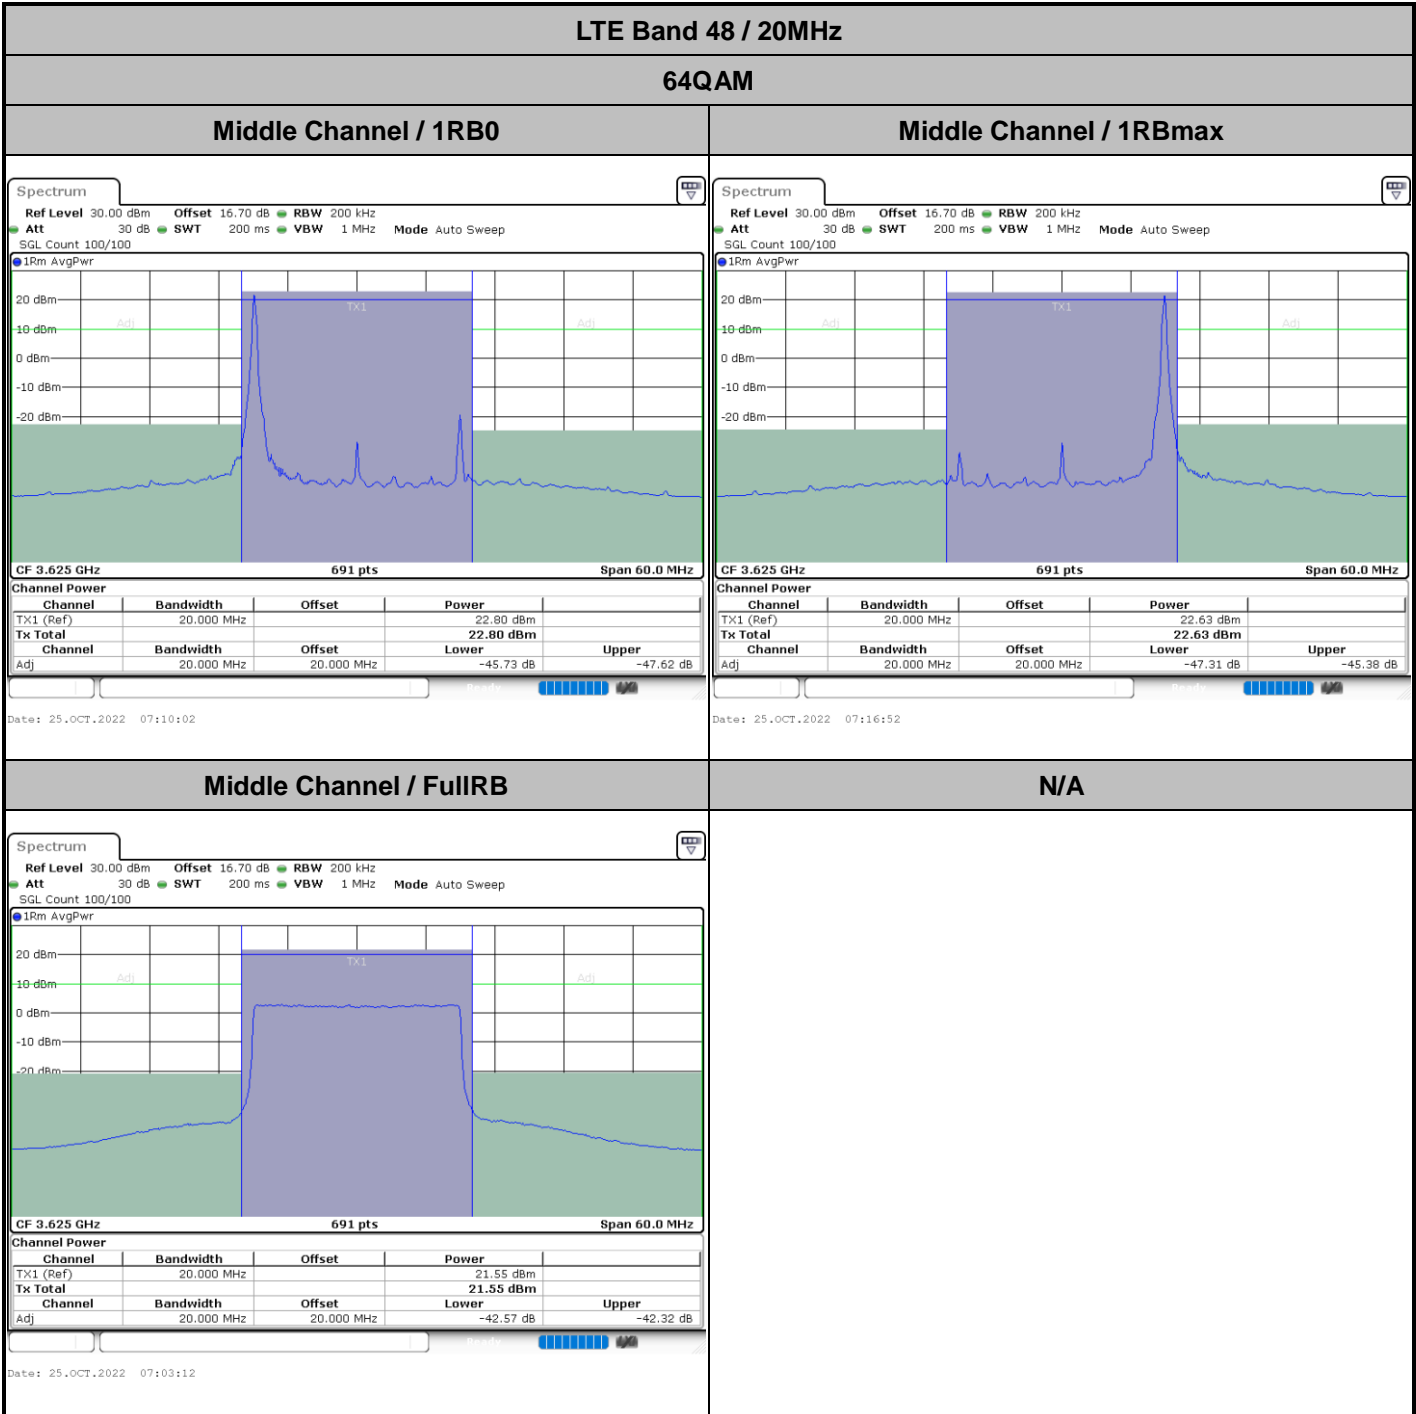 LTE Band 48 / 20MHz
64QAM
Middle Channel / 1RB0
Middle Channel / 1RBmax
Spectrum
Ref Level 30.00 dBm Offset 16.70 dB RBW 200 kHz
Att 30 dB SWT 200 ms VBW 1 MHz Mode Auto Sweep
SGL Count 100/100
1Rm AvgPwr
20 dBm
10 dBm
0 dBm
-10 dBm
-20 dBm
Adj
TX1
Adj
CF 3.625 GHz 691 pts Span 60.0 MHz
Channel Power
Channel Bandwidth Offset Power
TX1 (Ref) 20.000 MHz 22.80 dBm
Tx Total 22.80 dBm
Channel Bandwidth Offset Lower Upper
Adj 20.000 MHz 20.000 MHz -45.73 dB -47.62 dB
Ready
Date: 25.OCT.2022 07:10:02
Spectrum
Ref Level 30.00 dBm Offset 16.70 dB RBW 200 kHz
Att 30 dB SWT 200 ms VBW 1 MHz Mode Auto Sweep
SGL Count 100/100
1Rm AvgPwr
20 dBm
10 dBm
0 dBm
-10 dBm
-20 dBm
Adj
TX1
Adj
CF 3.625 GHz 691 pts Span 60.0 MHz
Channel Power
Channel Bandwidth Offset Power
TX1 (Ref) 20.000 MHz 22.63 dBm
Tx Total 22.63 dBm
Channel Bandwidth Offset Lower Upper
Adj 20.000 MHz 20.000 MHz -47.31 dB -45.38 dB
Ready
Date: 25.OCT.2022 07:16:52
Middle Channel / FullRB
N/A
Spectrum
Ref Level 30.00 dBm Offset 16.70 dB RBW 200 kHz
Att 30 dB SWT 200 ms VBW 1 MHz Mode Auto Sweep
SGL Count 100/100
1Rm AvgPwr
20 dBm
10 dBm
0 dBm
-10 dBm
-20 dBm
Adj
TX1
Adj
CF 3.625 GHz 691 pts Span 60.0 MHz
Channel Power
Channel Bandwidth Offset Power
TX1 (Ref) 20.000 MHz 21.55 dBm
Tx Total 21.55 dBm
Channel Bandwidth Offset Lower Upper
Adj 20.000 MHz 20.000 MHz -42.57 dB -42.32 dB
Ready
Date: 25.OCT.2022 07:03:12